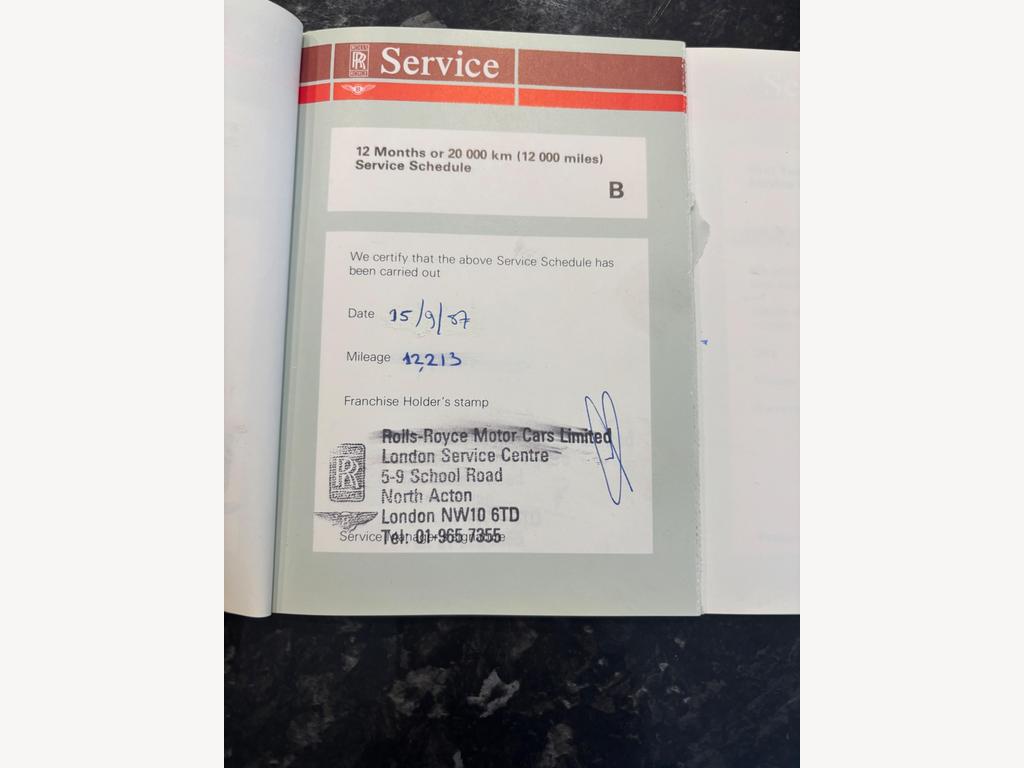 Service
12 Months or 20 000 km (12 000 miles)
Service Schedule
B
We certify that the above Service Schedule has
been carried out
Date 15/9/87
Mileage 12,213
Franchise Holder's stamp
Rolls-Royce Motor Cars Limited
London Service Centre
5-9 School Road
North Acton
London NW10 6TD
Service
Tel: 01-965 7355